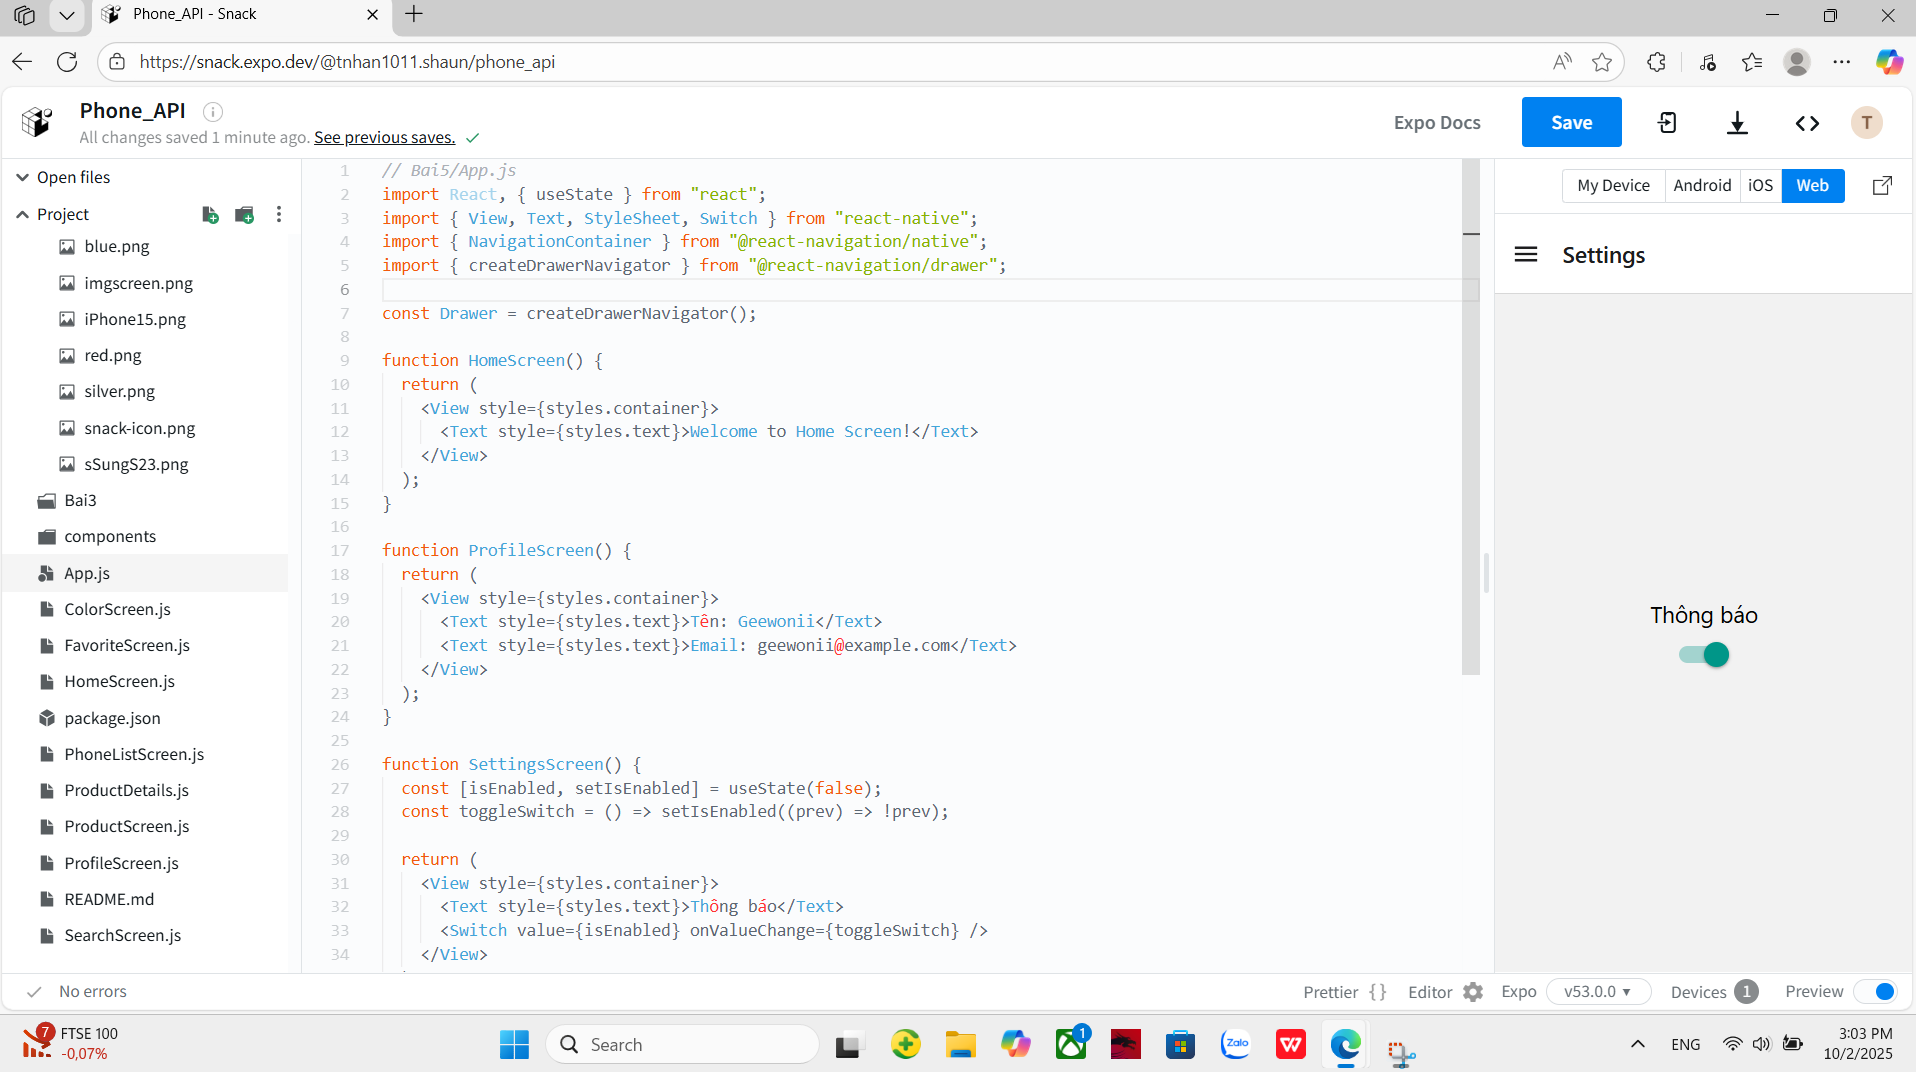 Phone_API - Snack
https://snack.expo.dev/@tnhan1011.shaun/phone_api
Phone_API
All changes saved 1 minute ago. See previous saves.
Expo Docs
Save
T
Open files
Project
blue.png
imgscreen.png
iPhone15.png
red.png
silver.png
snack-icon.png
sSungS23.png
Bai3
components
App.js
ColorScreen.js
FavoriteScreen.js
HomeScreen.js
package.json
PhoneListScreen.js
ProductDetails.js
ProductScreen.js
ProfileScreen.js
README.md
SearchScreen.js
1 // Bai5/App.js
2 import React, { useState } from "react";
3 import { View, Text, StyleSheet, Switch } from "react-native";
4 import { NavigationContainer } from "@react-navigation/native";
5 import { createDrawerNavigator } from "@react-navigation/drawer";
6
7 const Drawer = createDrawerNavigator();
8
9 function HomeScreen() {
10 return (
11 <View style={styles.container}>
12 <Text style={styles.text}>Welcome to Home Screen!</Text>
13 </View>
14 );
15 }
16
17 function ProfileScreen() {
18 return (
19 <View style={styles.container}>
20 <Text style={styles.text}>Tên: Geewonii</Text>
21 <Text style={styles.text}>Email: geewonii@example.com</Text>
22 </View>
23 );
24 }
25
26 function SettingsScreen() {
27 const [isEnabled, setIsEnabled] = useState(false);
28 const toggleSwitch = () => setIsEnabled((prev) => !prev);
29
30 return (
31 <View style={styles.container}>
32 <Text style={styles.text}>Thông báo</Text>
33 <Switch value={isEnabled} onValueChange={toggleSwitch} />
34 </View>
My Device Android iOS Web
Settings
Thông báo
No errors
Prettier {} Editor Expo v53.0.0 Devices 1 Preview
7 FTSE 100
-0,07%
Search
1
Zalo
ENG
3:03 PM
10/2/2025